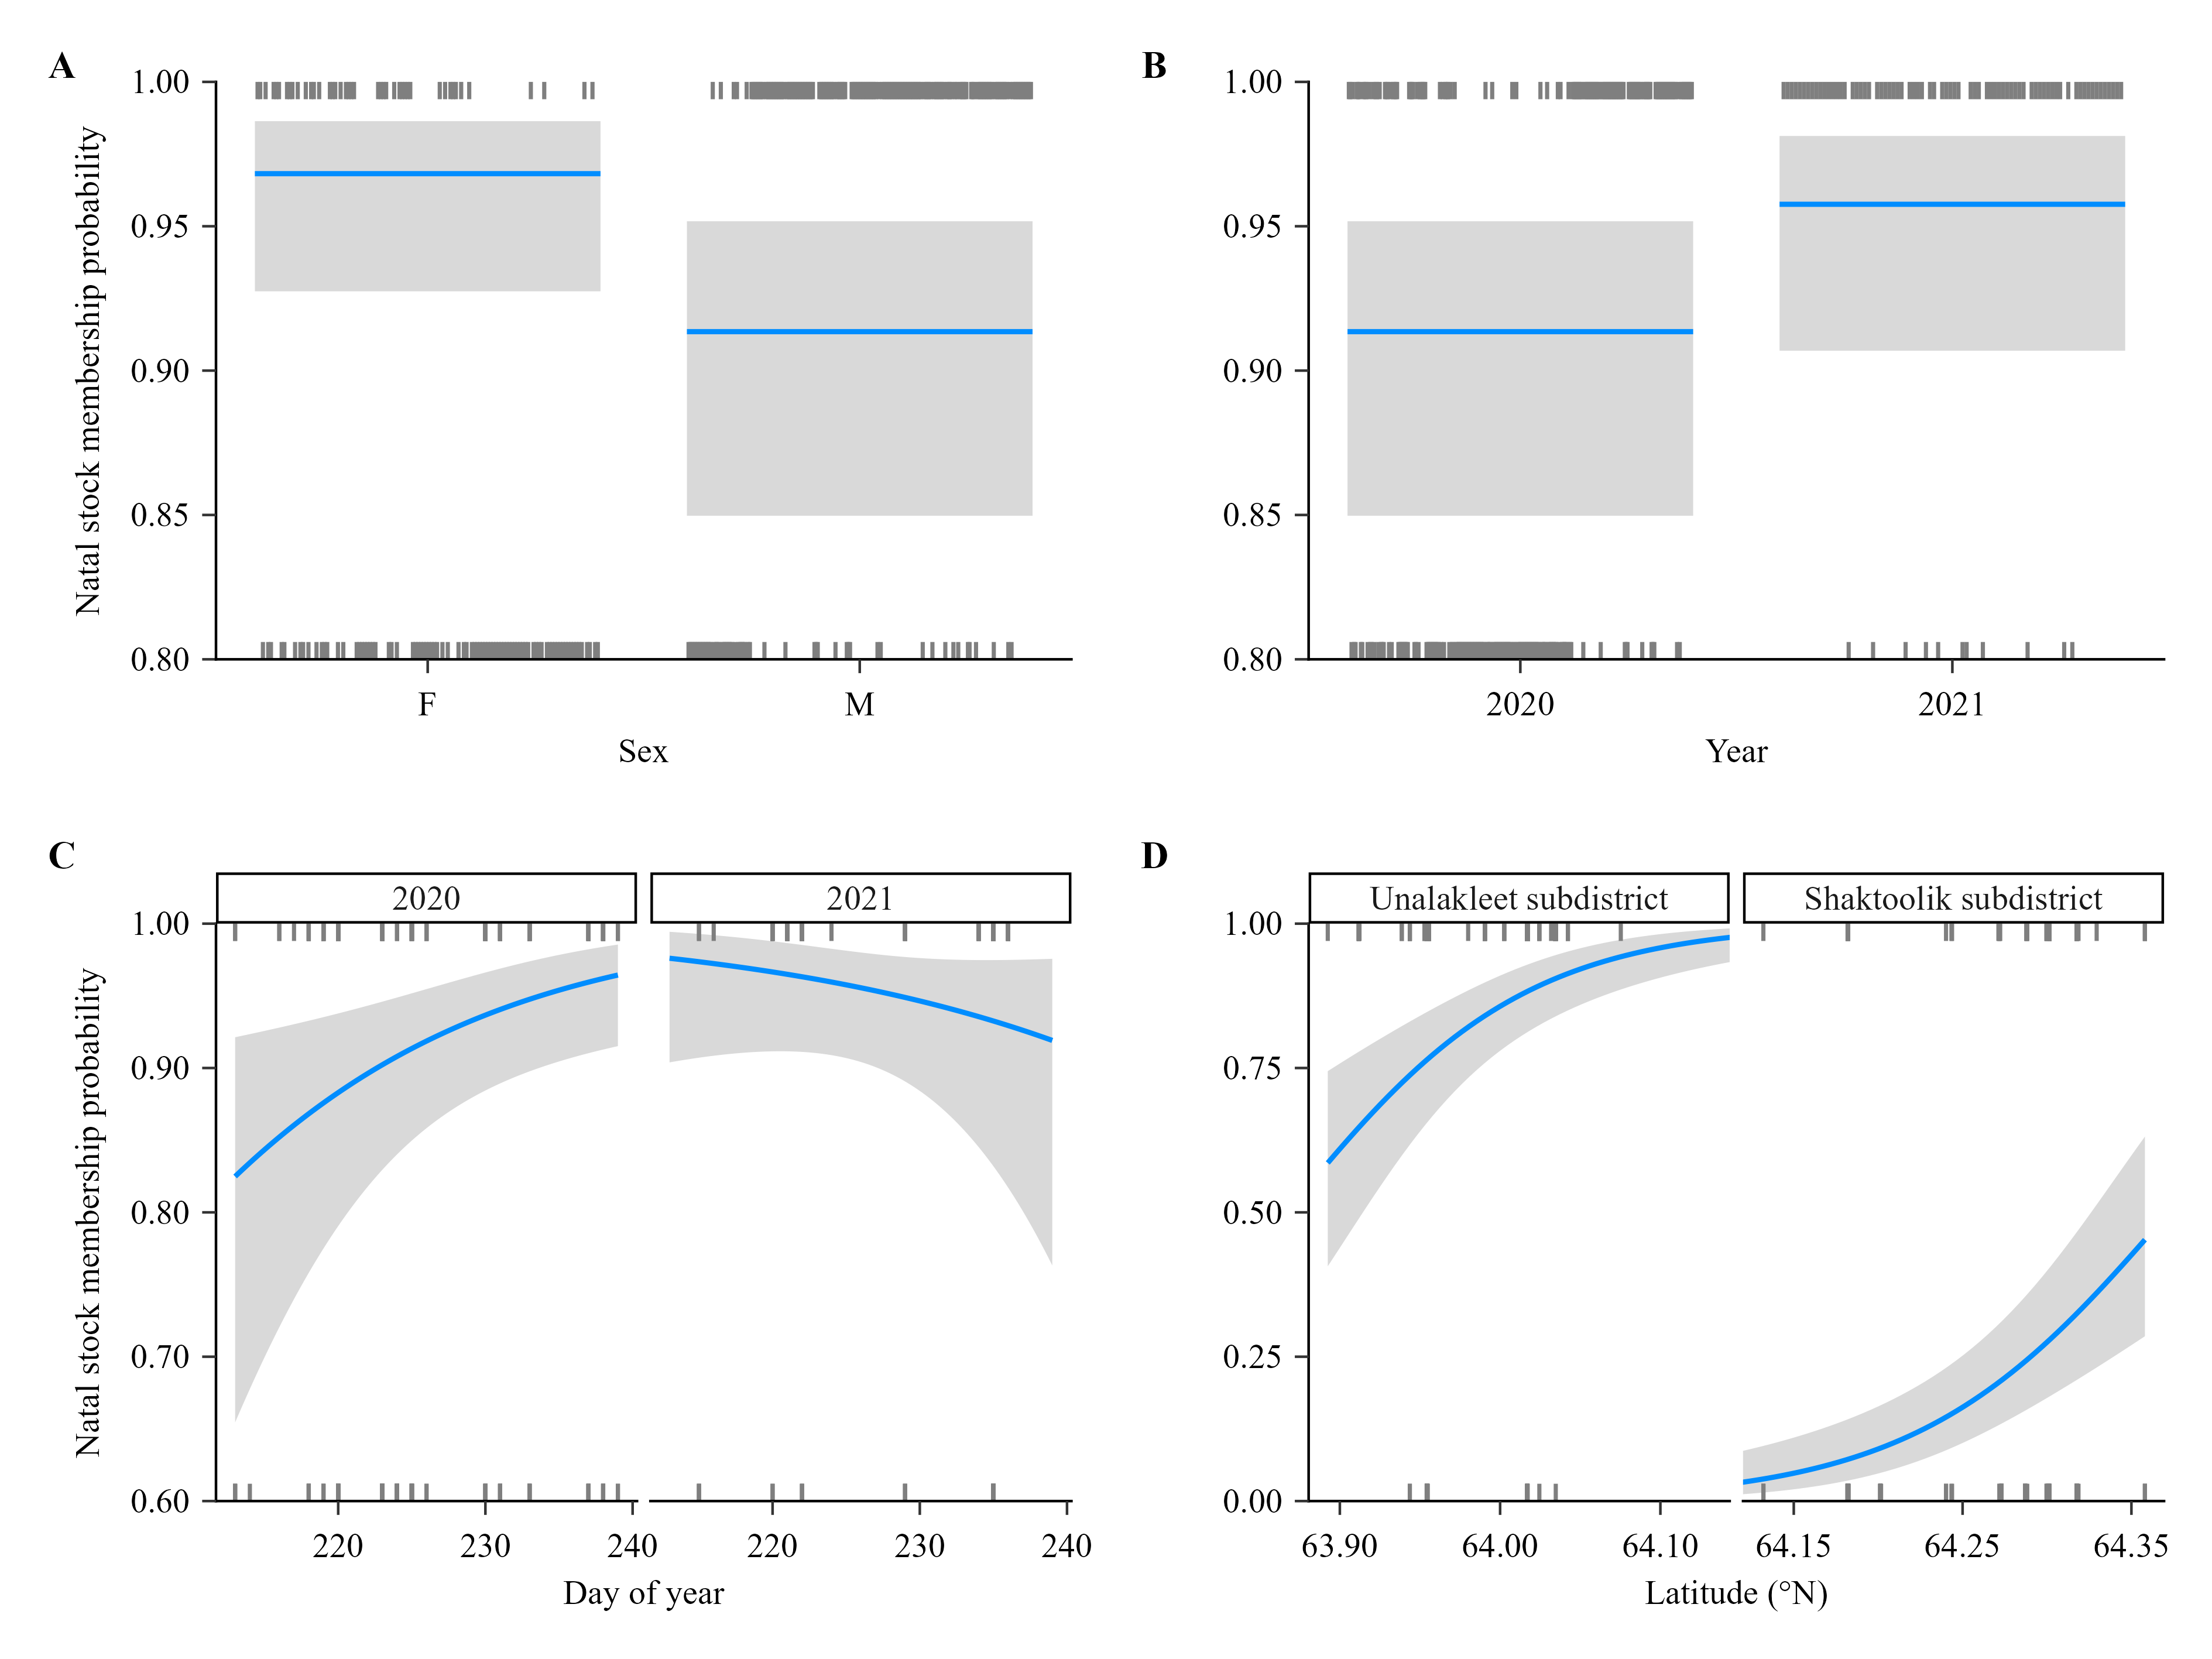 A
1.00
0.95
0.90
0.85
0.80
Natal stock membership probability
F
M
Sex
B
1.00
0.95
0.90
0.85
0.80
2020
2021
Year
C
2020
2021
1.00
0.90
0.80
0.70
0.60
Natal stock membership probability
220
230
240
220
230
240
Day of year
D
Unalakleet subdistrict
Shaktoolik subdistrict
1.00
0.75
0.50
0.25
0.00
63.90
64.00
64.10
64.15
64.25
64.35
Latitude (°N)